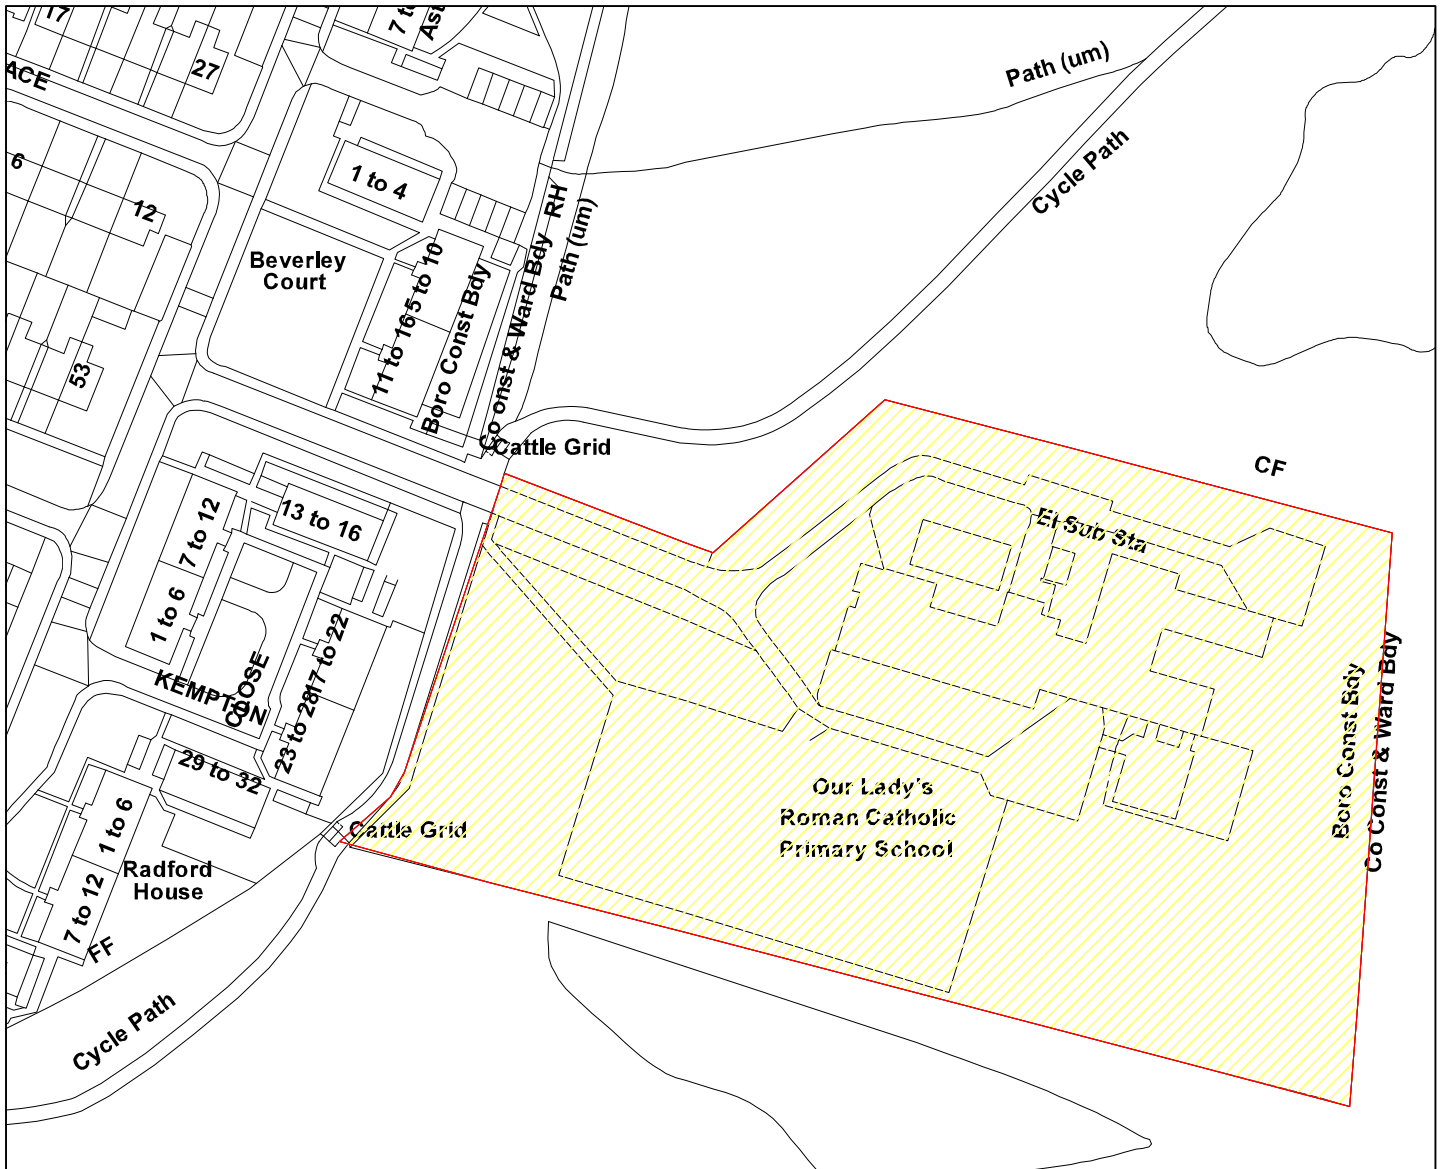 17
7 to
Ast
27
ACE
Path (um)
6
12
1 to 4
Cycle Path
RH
Path (um)
Beverley
Court
5 to 10
11 to 16
Boro Const Bdy
Co onst & Ward Bdy
53
Cattle Grid
CF
13 to 16
7 to 12
El Sub Sta
1 to 6
17 to 22
KEMPTON
CLOSE
23 to 28
29 to 32
Boro Const Bdy
Co Const & Ward Bdy
Our Lady's
Roman Catholic
Primary School
1 to 6
Cattle Grid
Radford
House
7 to 12
FF
Cycle Path